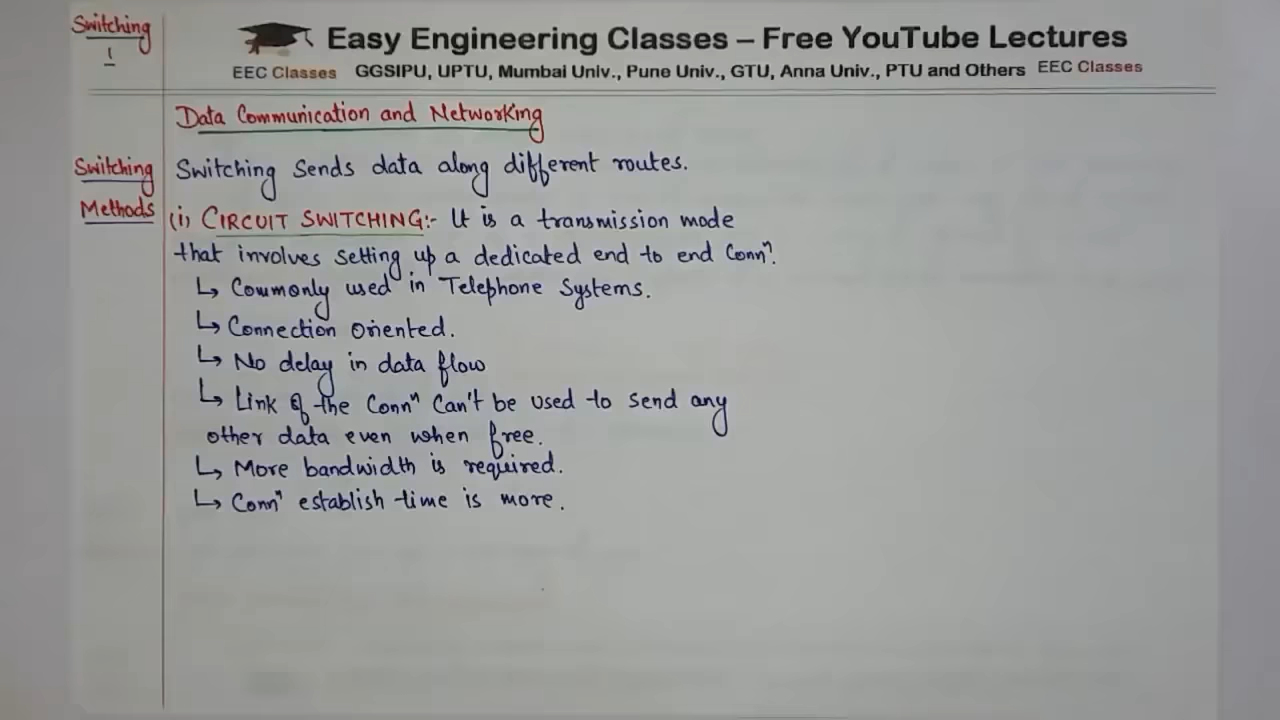 Switching
1
Easy Engineering Classes – Free YouTube Lectures
EEC Classes GGSIPU, UPTU, Mumbai Univ., Pune Univ., GTU, Anna Univ., PTU and Others EEC Classes
Data Communication and Networking
Switching Methods
Switching sends data along different routes.
(i) CIRCUIT SWITCHING:- It is a transmission mode
that involves setting up a dedicated end to end Connⁿ.
↳ Commonly used in Telephone Systems.
↳ Connection Oriented.
↳ No delay in data flow
↳ Link of the Connⁿ Can't be used to send any
other data even when free.
↳ More bandwidth is required.
↳ Connⁿ establish time is more.